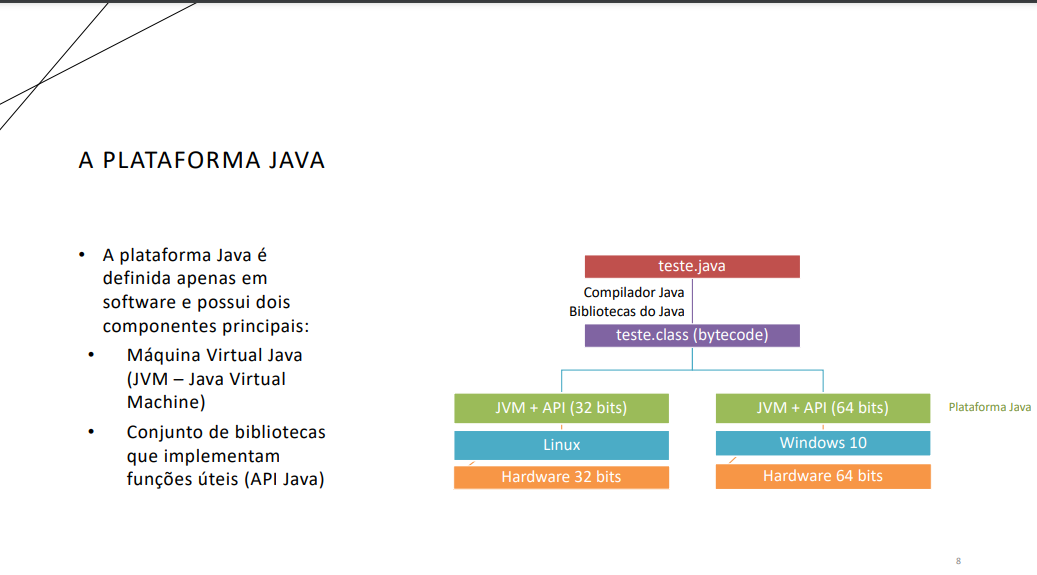 A PLATAFORMA JAVA
• A plataforma Java é
definida apenas em
software e possui dois
componentes principais:
• Máquina Virtual Java
(JVM – Java Virtual
Machine)
• Conjunto de bibliotecas
que implementam
funções úteis (API Java)
teste.java
Compilador Java
Bibliotecas do Java
teste.class (bytecode)
JVM + API (32 bits)
JVM + API (64 bits)
Plataforma Java
Linux
Windows 10
Hardware 32 bits
Hardware 64 bits
8